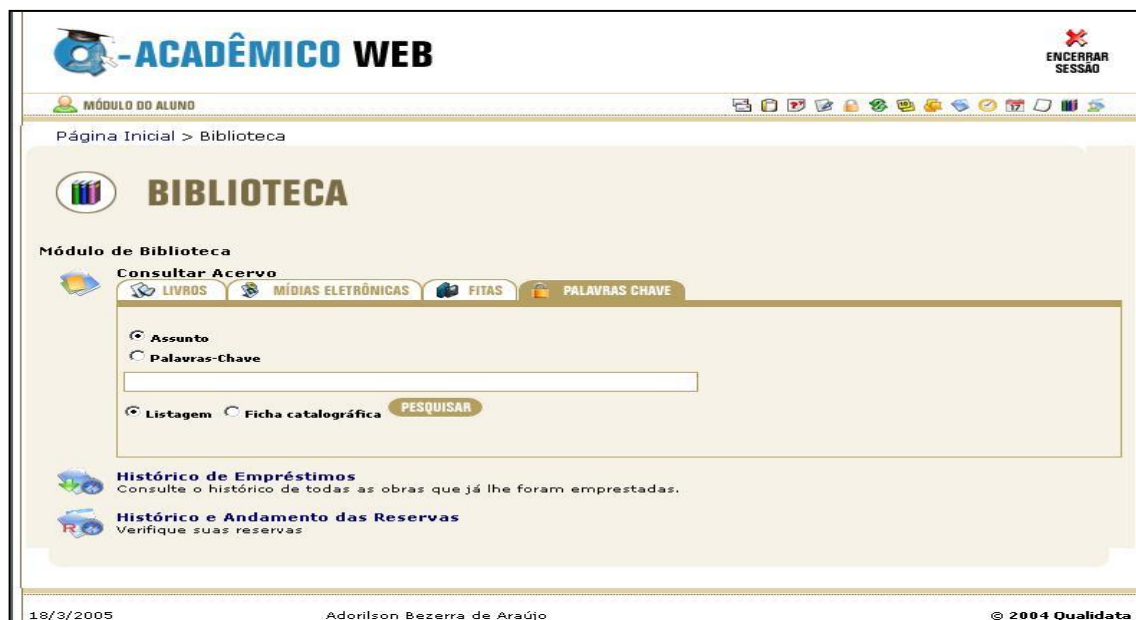 Q-ACADÊMICO WEB
ENCERRAR
SESSÃO
MÓDULO DO ALUNO
17
Página Inicial > Biblioteca
BIBLIOTECA
Módulo de Biblioteca
Consultar Acervo
LIVROS MÍDIAS ELETRÔNICAS FITAS PALAVRAS CHAVE
Assunto
Palavras-Chave
Listagem Ficha catalográfica PESQUISAR
Histórico de Empréstimos
Consulte o histórico de todas as obras que já lhe foram emprestadas.
Histórico e Andamento das Reservas
R
Verifique suas reservas
18/3/2005 Adorilson Bezerra de Araújo © 2004 Qualidata